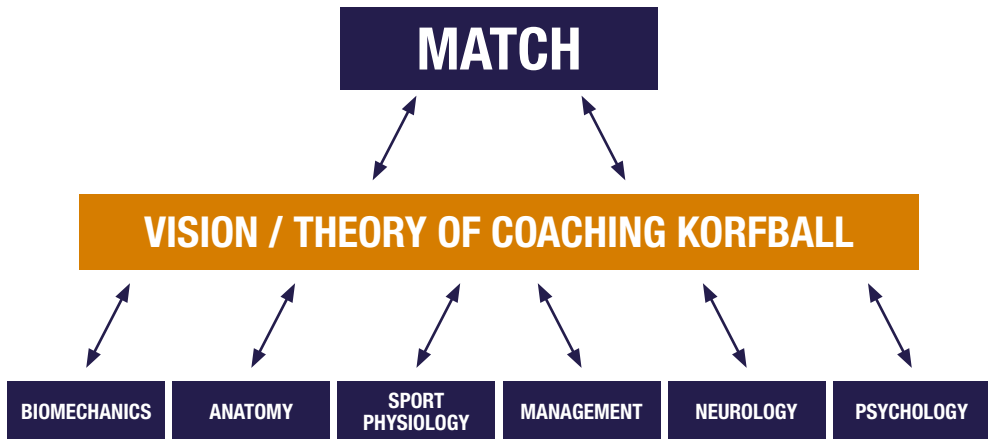 MATCH
VISION / THEORY OF COACHING KORFBALL
BIOMECHANICS
ANATOMY
SPORT
PHYSIOLOGY
MANAGEMENT
NEUROLOGY
PSYCHOLOGY